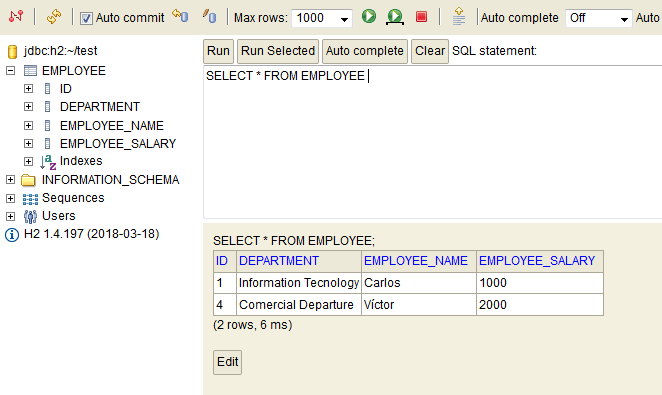 Auto commit Max rows: 1000 Auto complete Off Auto
jdbc:h2:~/test
EMPLOYEE
ID
DEPARTMENT
EMPLOYEE_NAME
EMPLOYEE_SALARY
Indexes
INFORMATION_SCHEMA
Sequences
Users
H2 1.4.197 (2018-03-18)
Run Run Selected Auto complete Clear SQL statement:
SELECT * FROM EMPLOYEE
SELECT * FROM EMPLOYEE;
ID DEPARTMENT EMPLOYEE_NAME EMPLOYEE_SALARY
1 Information Tecnology Carlos 1000
4 Comercial Departure Víctor 2000
(2 rows, 6 ms)
Edit